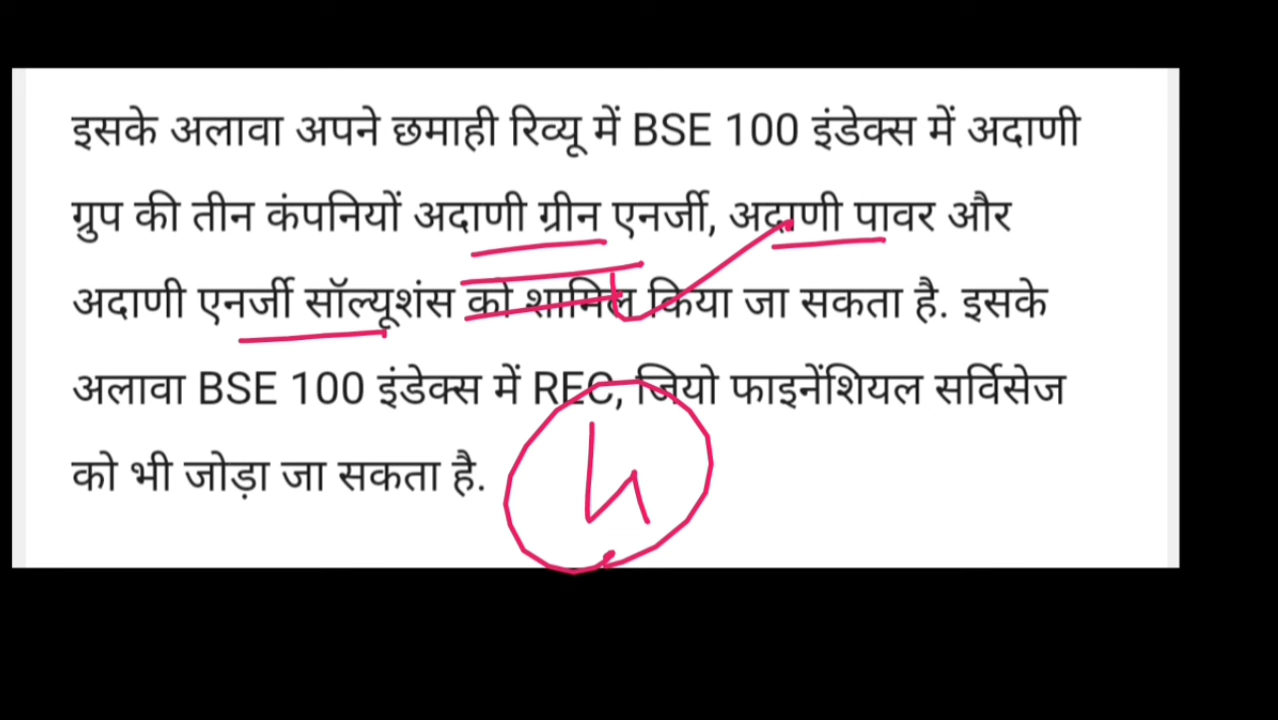 इसके अलावा अपने छमाही रिव्यू में BSE 100 इंडेक्स में अदाणी
ग्रुप की तीन कंपनियों अदाणी ग्रीन एनर्जी, अदाणी पावर और
अदाणी एनर्जी सॉल्यूशंस को शामिल किया जा सकता है. इसके
अलावा BSE 100 इंडेक्स में REC, जियो फाइनेंशियल सर्विसेज
को भी जोड़ा जा सकता है.